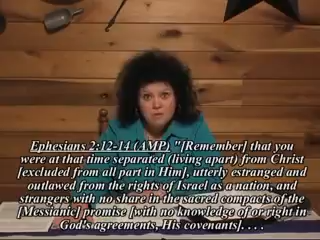 Ephesians 2:12-14 (AMP) "[Remember] that you
were at that time separated (living apart) from Christ
[excluded from all part in Him], utterly estranged and
outlawed from the rights of Israel as a nation, and
strangers with no share in the sacred compacts of the
[Messianic] promise [with no knowledge of or right in
God's agreements, His covenants]. . . .